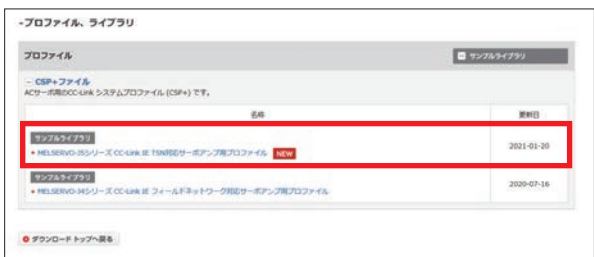 -プロファイル、ライブラリ
プロファイル
サンプルライブラリ
- CSP+ファイル
ACサーボ用のCC-Link システムプロファイル (CSP+) です。
名称
更新日
サンプルライブラリ
MELSERVO-J5シリーズ CC-Link IE TSN対応サーボアンプ用プロファイル NEW
2021-01-20
サンプルライブラリ
MELSERVO-J4シリーズ CC-Link IE フィールドネットワーク対応サーボアンプ用プロファイル
2020-07-16
ダウンロード トップへ戻る